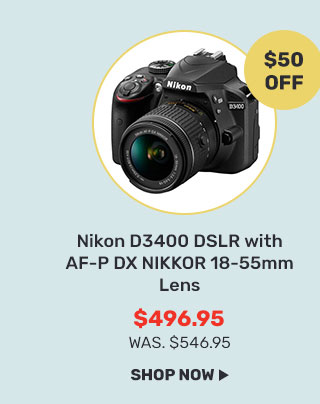 $50
OFF
Nikon
D3400
Nikon D3400 DSLR with
AF-P DX NIKKOR 18-55mm
Lens
$496.95
WAS. $546.95
SHOP NOW ▶